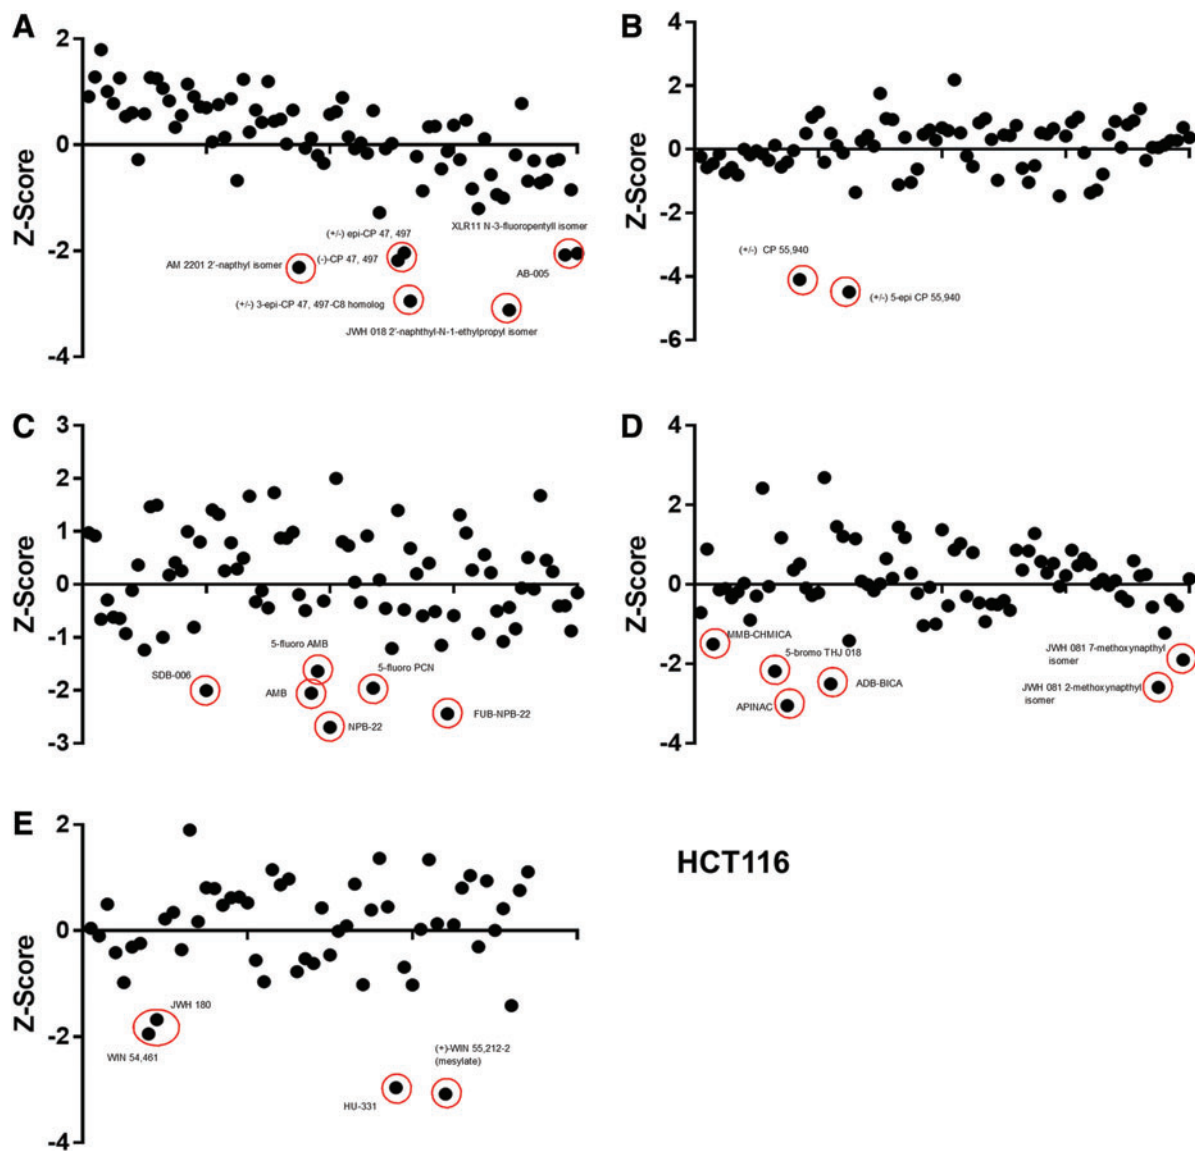 A
2
0
-2
-4
Z-Score
(+/-) epi-CP 47, 497
XLR11 N-3-fluoropentyll isomer
AM 2201 2'-napthyl isomer
(-)-CP 47, 497
AB-005
(+/-) 3-epi-CP 47, 497-C8 homolog
JWH 018 2'-naphthyl-N-1-ethylpropyl isomer
B
4
2
0
-2
-4
-6
Z-Score
(+/-) CP 55,940
(+/-) 5-epi CP 55,940
C
3
2
1
0
-1
-2
-3
Z-Score
5-fluoro AMB
5-fluoro PCN
SDB-006
AMB
NPB-22
FUB-NPB-22
D
4
2
0
-2
-4
Z-Score
MMB-CHMICA
5-bromo THJ 018
JWH 081 7-methoxynapthyl
isomer
ADB-BICA
JWH 081 2-methoxynapthyl
isomer
APINAC
E
2
0
-2
-4
Z-Score
JWH 180
WIN 54,461
(+)-WIN 55,212-2
(mesylate)
HU-331
HCT116